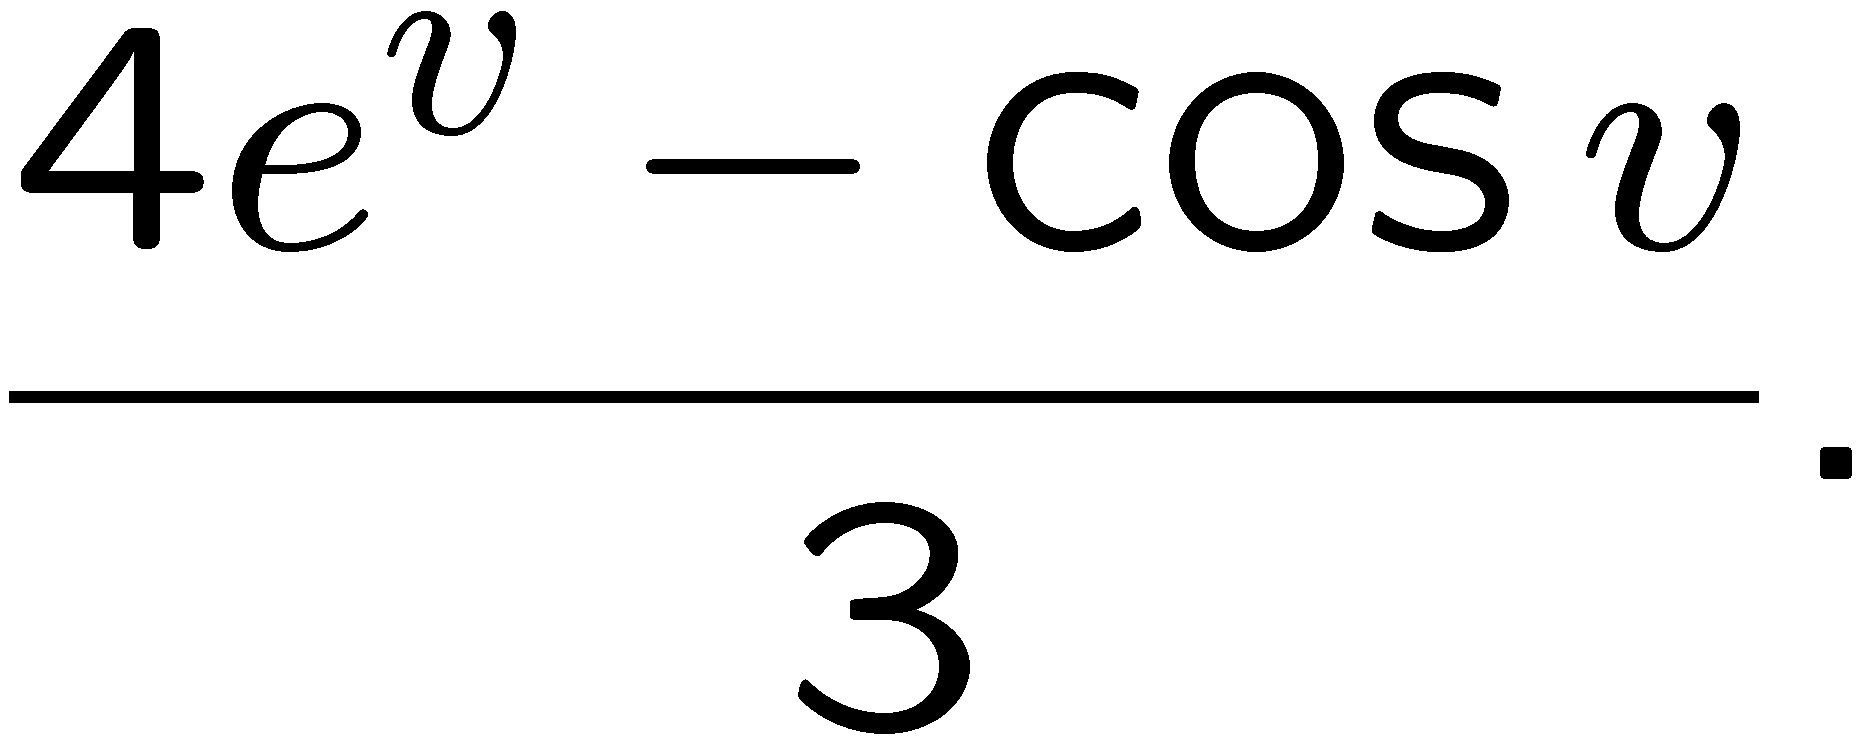 \frac{4e^{v} - \cos v}{3}.